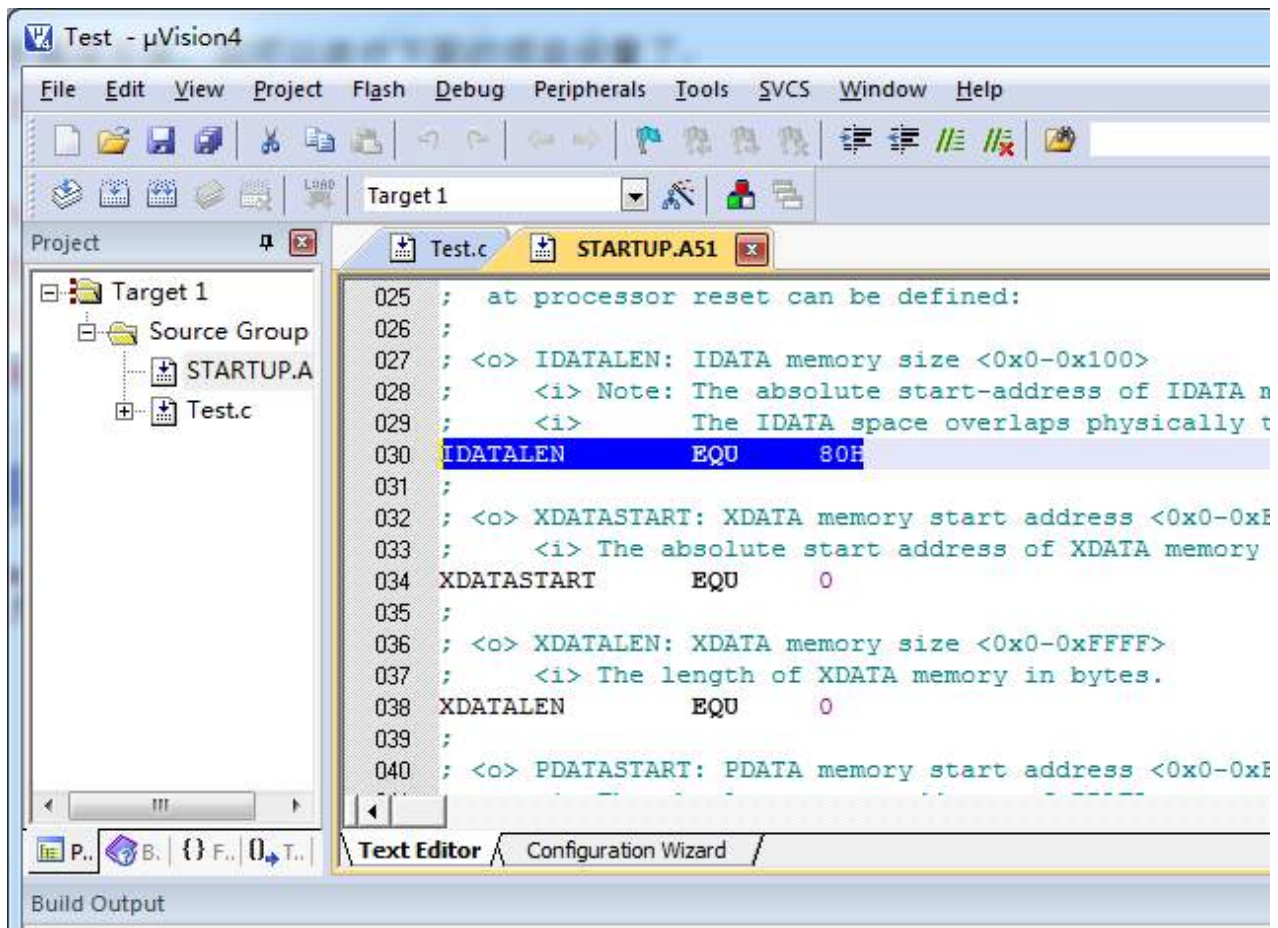 Test - µVision4
File Edit View Project Flash Debug Peripherals Tools SVCS Window Help
LOAD Target 1
Project
Test.c STARTUP.A51
Target 1
Source Group
STARTUP.A
Test.c
025 ;  at processor reset can be defined:
026 ;
027 ; <o> IDATALEN: IDATA memory size <0x0-0x100>
028 ;     <i> Note: The absolute start-address of IDATA
029 ;     <i>       The IDATA space overlaps physically
030 IDATALEN        EQU     80H
031 ;
032 ; <o> XDATASTART: XDATA memory start address <0x0-0x
033 ;     <i> The absolute start address of XDATA memory
034 XDATASTART      EQU     0
035 ;
036 ; <o> XDATALEN: XDATA memory size <0x0-0xFFFF>
037 ;     <i> The length of XDATA memory in bytes.
038 XDATALEN        EQU     0
039 ;
040 ; <o> PDATASTART: PDATA memory start address <0x0-0x
P.. B. {} F.. 0 T..
Text Editor Configuration Wizard
Build Output